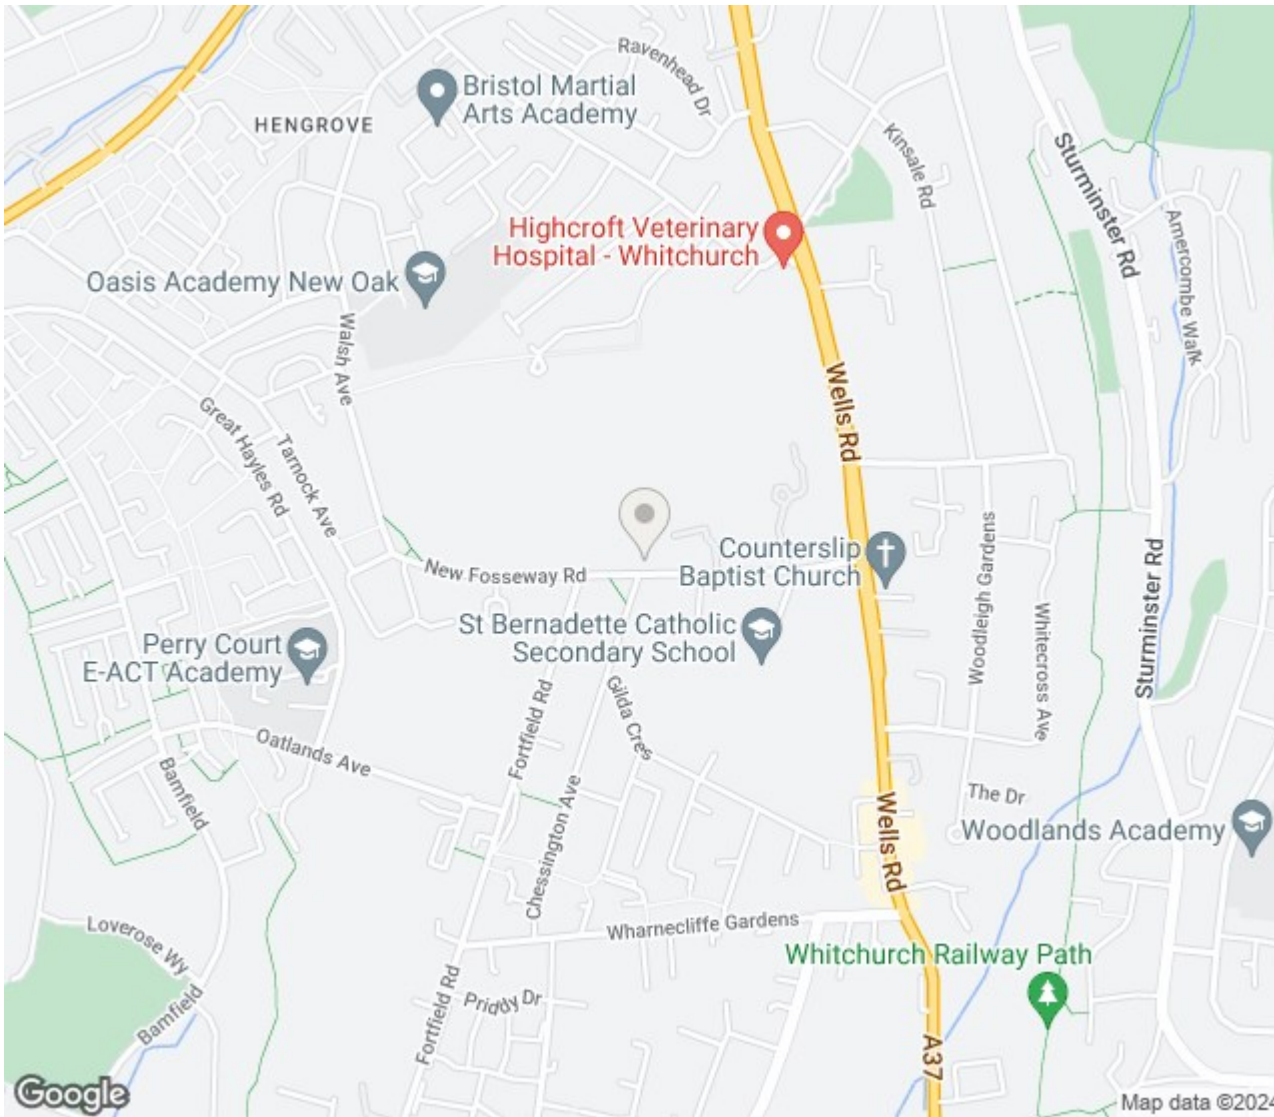 Ravenhead Dr
Bristol Martial
Arts Academy
HENGROVE
Kinsale Rd
Sturminster Rd
Highcroft Veterinary
Hospital - Whitchurch
Amercombe Walk
Oasis Academy New Oak
Walsh Ave
Wells Rd
Great Hayles Rd
Tarnock Ave
Woodleigh Gardens
Counterslip
Baptist Church
New Fosseway Rd
Sturminster Rd
Whitecross Ave
St Bernadette Catholic
Secondary School
Perry Court
E-ACT Academy
Gilda Cres
Fortfield Rd
Oatlands Ave
Bamfield
Chessington Ave
The Dr
Wells Rd
Woodlands Academy
Loverose Wy
Wharnecliffe Gardens
Whitchurch Railway Path
Bamfield
Fortfield Rd
Priddy Dr
A37
Google
Map data ©2024